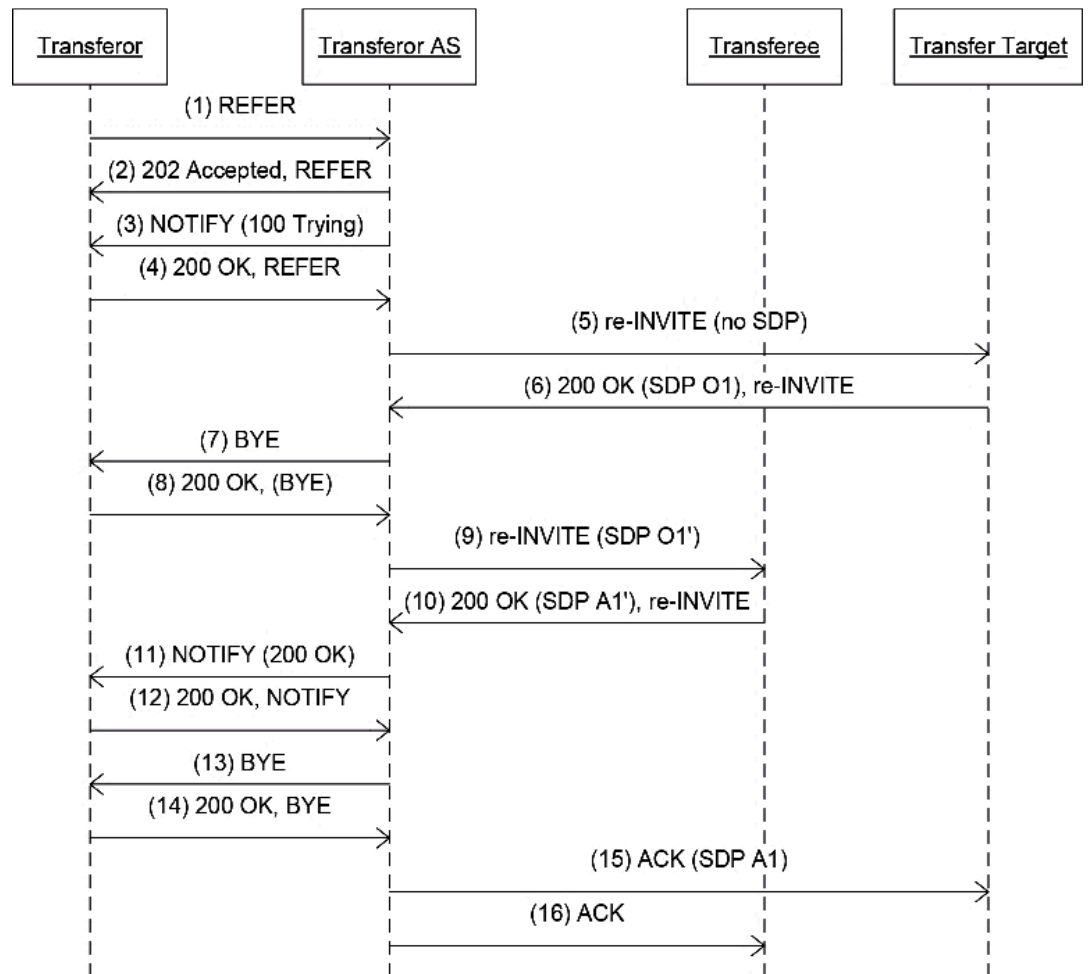 Transferor
Transferor AS
Transferee
Transfer Target
(1) REFER
(2) 202 Accepted, REFER
(3) NOTIFY (100 Trying)
(4) 200 OK, REFER
(5) re-INVITE (no SDP)
(6) 200 OK (SDP O1), re-INVITE
(7) BYE
(8) 200 OK, (BYE)
(9) re-INVITE (SDP O1')
(10) 200 OK (SDP A1'), re-INVITE
(11) NOTIFY (200 OK)
(12) 200 OK, NOTIFY
(13) BYE
(14) 200 OK, BYE
(15) ACK (SDP A1)
(16) ACK